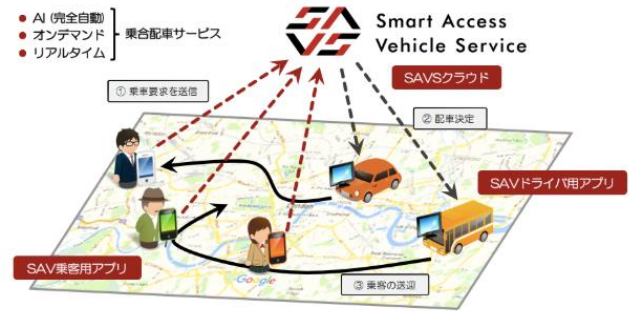 ● AI (完全自動)
● オンデマンド
● リアルタイム
乗合配車サービス
SAVS
Smart Access
Vehicle Service
SAVSクラウド
① 乗車要求を送信
② 配車決定
SAVドライバ用アプリ
SAV乗客用アプリ
Google
③ 乗客の送迎